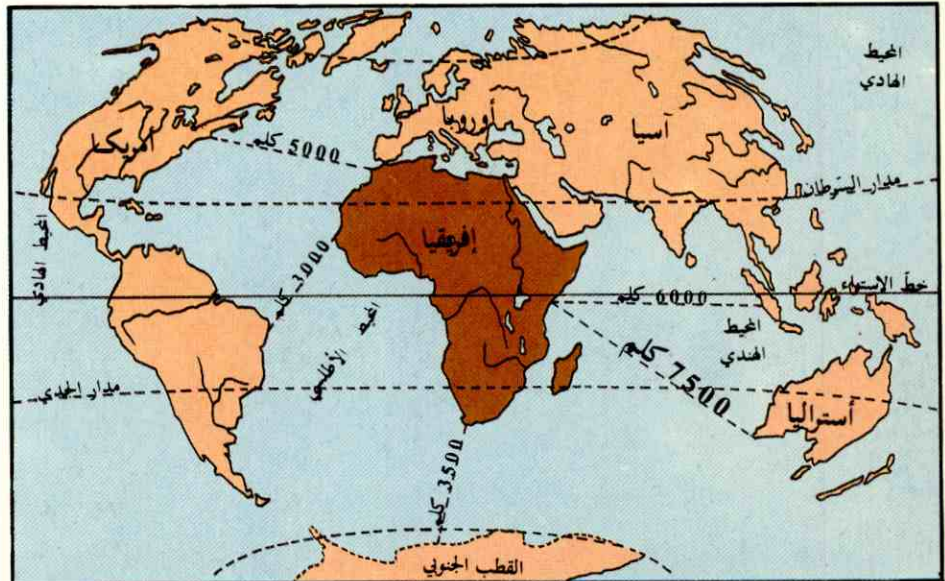 المحيط
الهادي
أوروبا
آسيا
أمريكا
5000 كلم
مدار السرطان
المحيط الهادي
إفريقيا
3000 كلم
خطّ الإستواء
6000 كلم
المحيط
الأطلسي
المحيط
الهندي
7500 كلم
مدار الجدي
أستراليا
3500 كلم
القطب الجنوبي